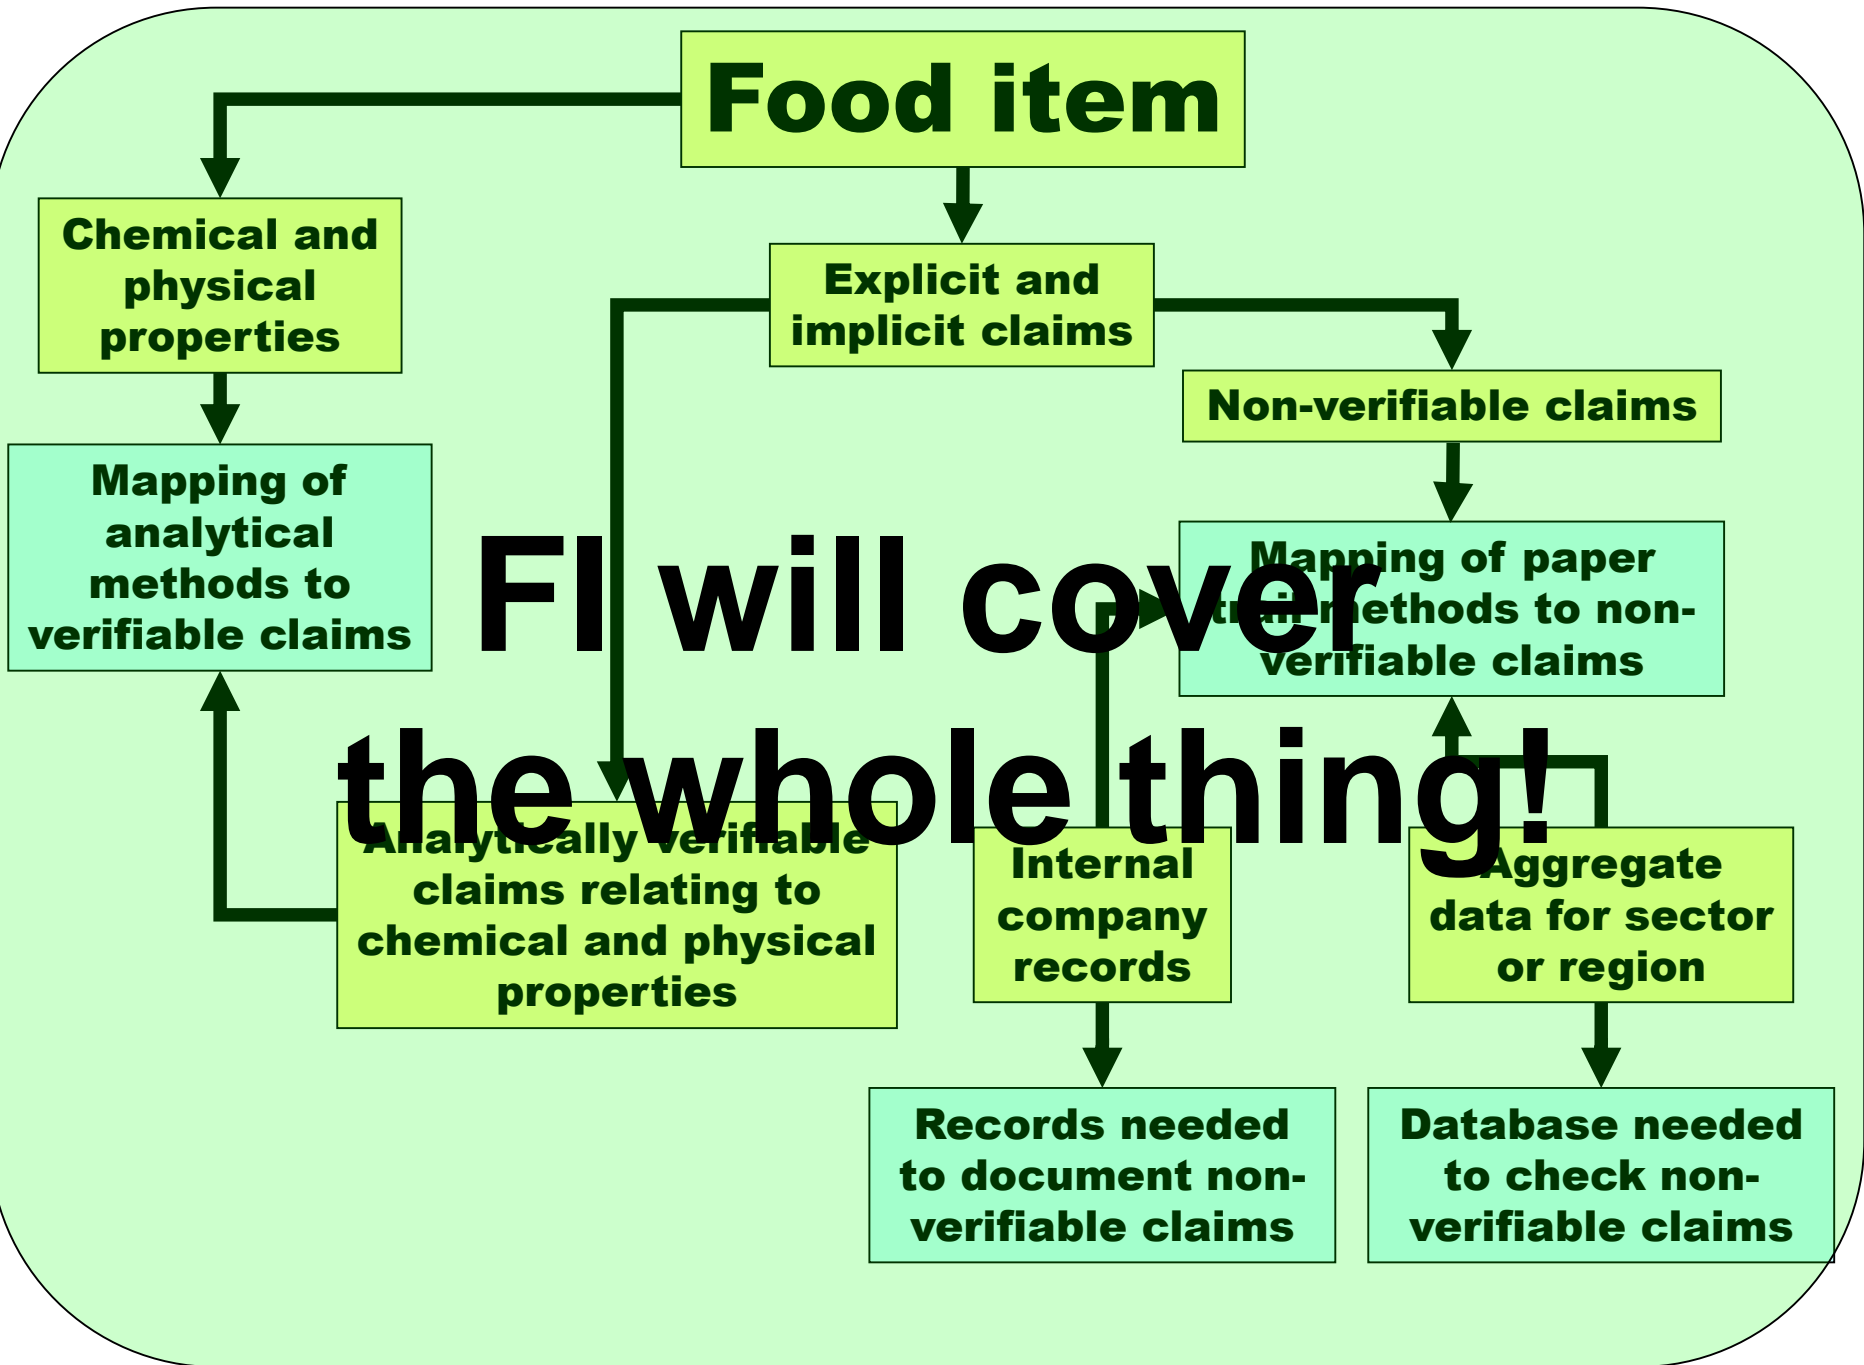 Food item
Chemical and
physical
properties
Explicit and
implicit claims
Non-verifiable claims
Mapping of
analytical
methods to
verifiable claims
Mapping of paper
trail methods to non-
verifiable claims
FI will cover
the whole thing!
Analytically verifiable
claims relating to
chemical and physical
properties
Internal
company
records
Aggregate
data for sector
or region
Records needed
to document non-
verifiable claims
Database needed
to check non-
verifiable claims